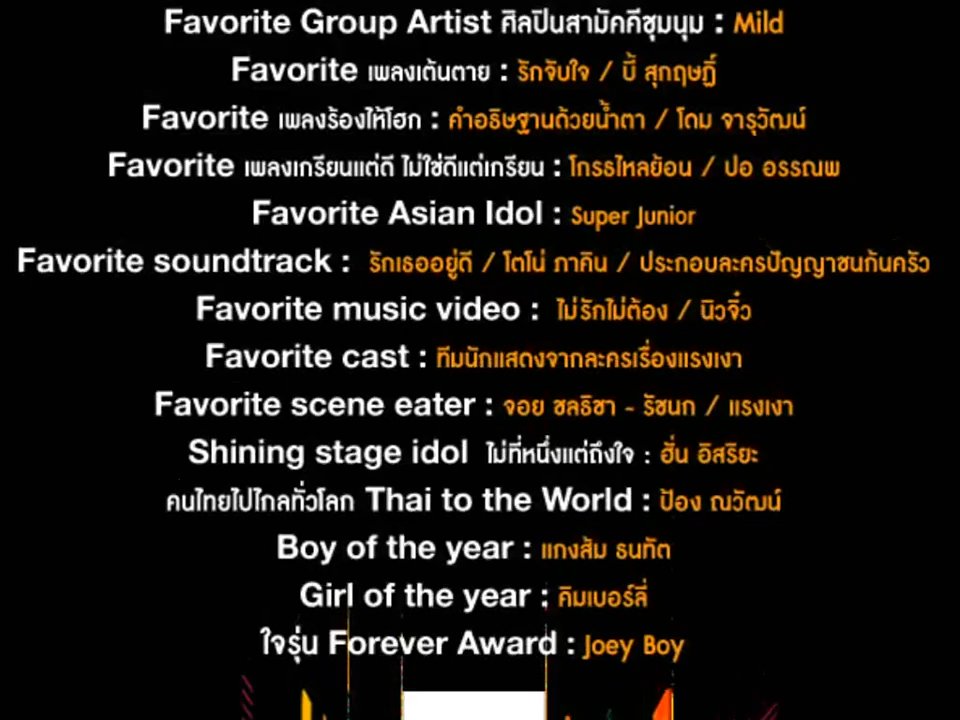 Favorite Group Artist ศิลปินสามัคคีชุมนุม : Mild
Favorite เพลงเต้นตาย : รักจับใจ / บี้ สุกฤษฎิ์
Favorite เพลงร้องไห้โฮก : คำอธิษฐานด้วยน้ำตา / โดม จารุวัฒน์
Favorite เพลงเกรียนแต่ดี ไม่ใช่ดีแต่เกรียน : โกรธไหลย้อน / ปอ อรรณพ
Favorite Asian Idol : Super Junior
Favorite soundtrack : รักเธออยู่ดี / โตโน่ ภาคิน / ประกอบละครปัญญาชนก้นครัว
Favorite music video : ไม่รักไม่ต้อง / นิวจิ๋ว
Favorite cast : ทีมนักแสดงจากละครเรื่องแรงเงา
Favorite scene eater : จอย ชลธิชา - รัชนก / แรงเงา
Shining stage idol ไม่ที่หนึ่งแต่ถึงใจ : ฮั่น อิสริยะ
คนไทยไปไกลทั่วโลก Thai to the World : ป้อง ณวัฒน์
Boy of the year : แกงส้ม ธนทัต
Girl of the year : คิมเบอร์ลี่
ใจรุ่น Forever Award : Joey Boy